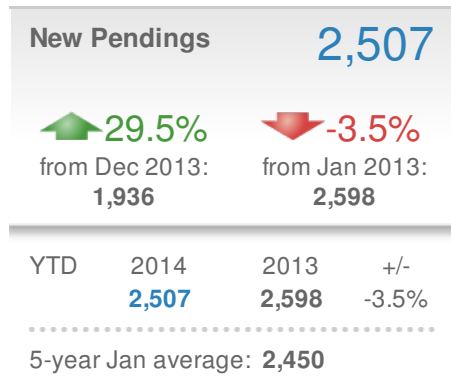 New Pendings 2,507
29.5% -3.5%
from Dec 2013: from Jan 2013:
1,936 2,598
YTD 2014 2013 +/-
2,507 2,598 -3.5%
5-year Jan average: 2,450